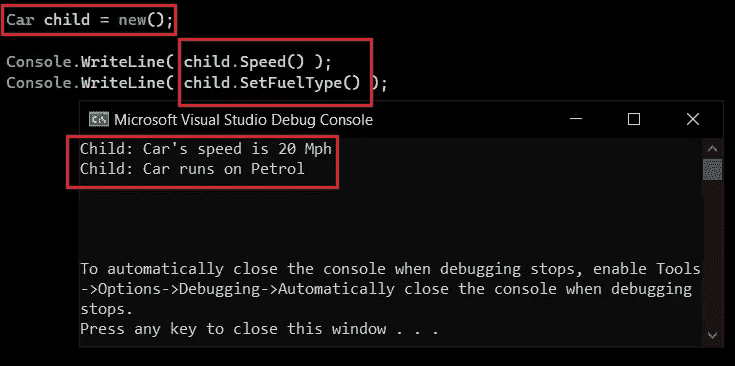 Car child = new();
Console.WriteLine( child.Speed() );
Console.WriteLine( child.SetFuelType() );
Microsoft Visual Studio Debug Console
Child: Car's speed is 20 Mph
Child: Car runs on Petrol
To automatically close the console when debugging stops, enable Tools
->Options->Debugging->Automatically close the console when debugging
stops.
Press any key to close this window . . .